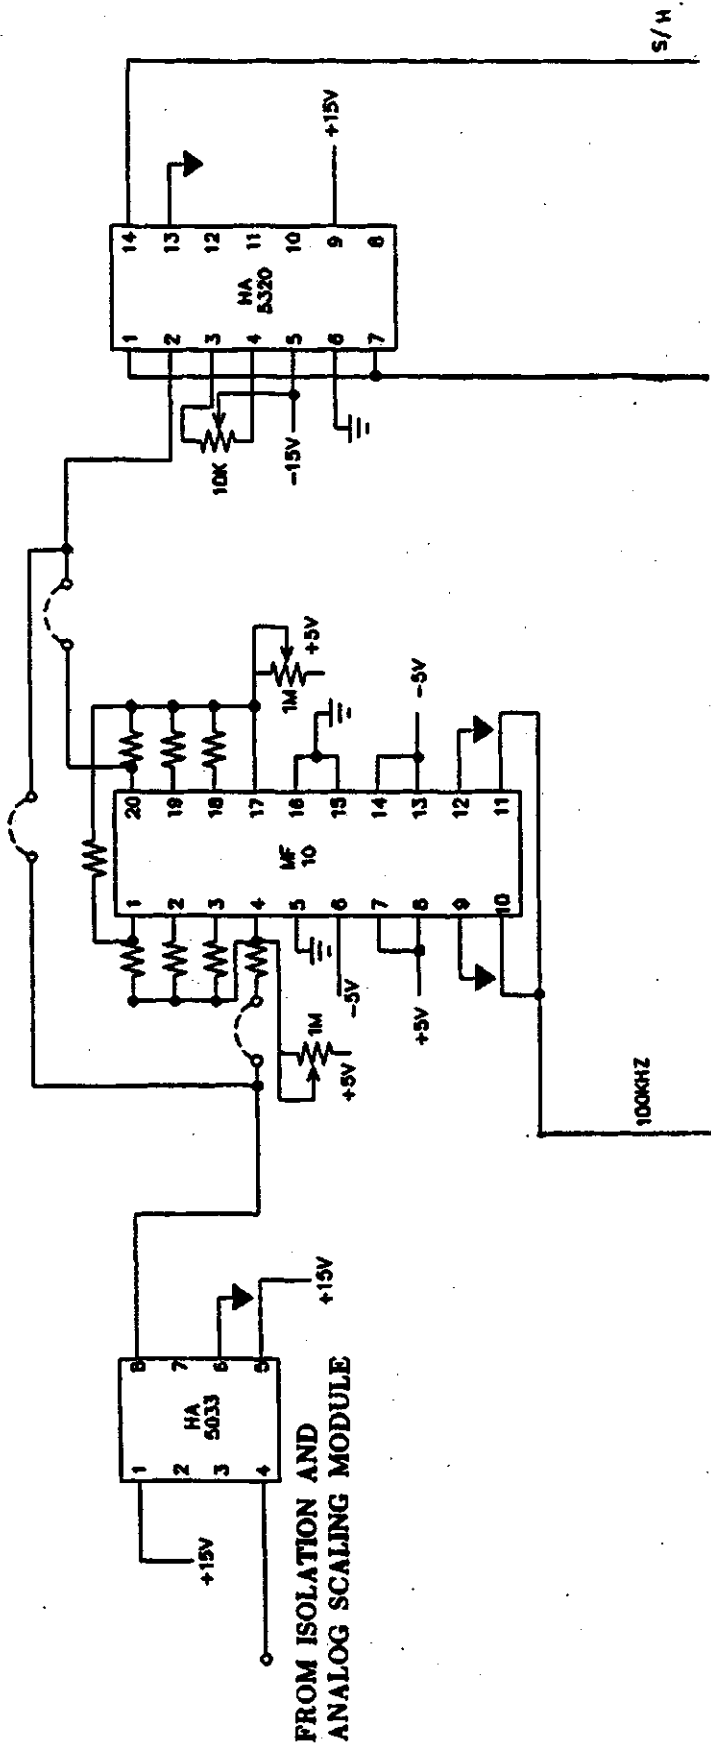 1
2
3
4
HA
5033
8
7
6
5
+15V
+15V
FROM ISOLATION AND
ANALOG SCALING MODULE
1
2
3
4
5
6
7
8
9
10
MF
10
20
19
18
17
16
15
14
13
12
11
1M
+5V
-5V
+5V
1M
+5V
-5V
100KHZ
1
2
3
4
5
6
7
HA
5320
14
13
12
11
10
9
8
10K
-15V
+15V
S/H